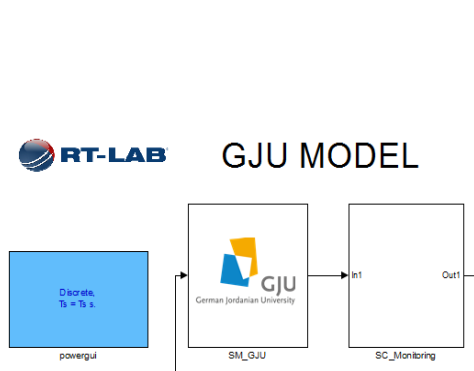 RT-LAB
GJU MODEL
Discrete,
Ts = Ts s.
powergui
GJU
German Jordanian University
SM_GJU
In1
Out1
SC_Monitoring